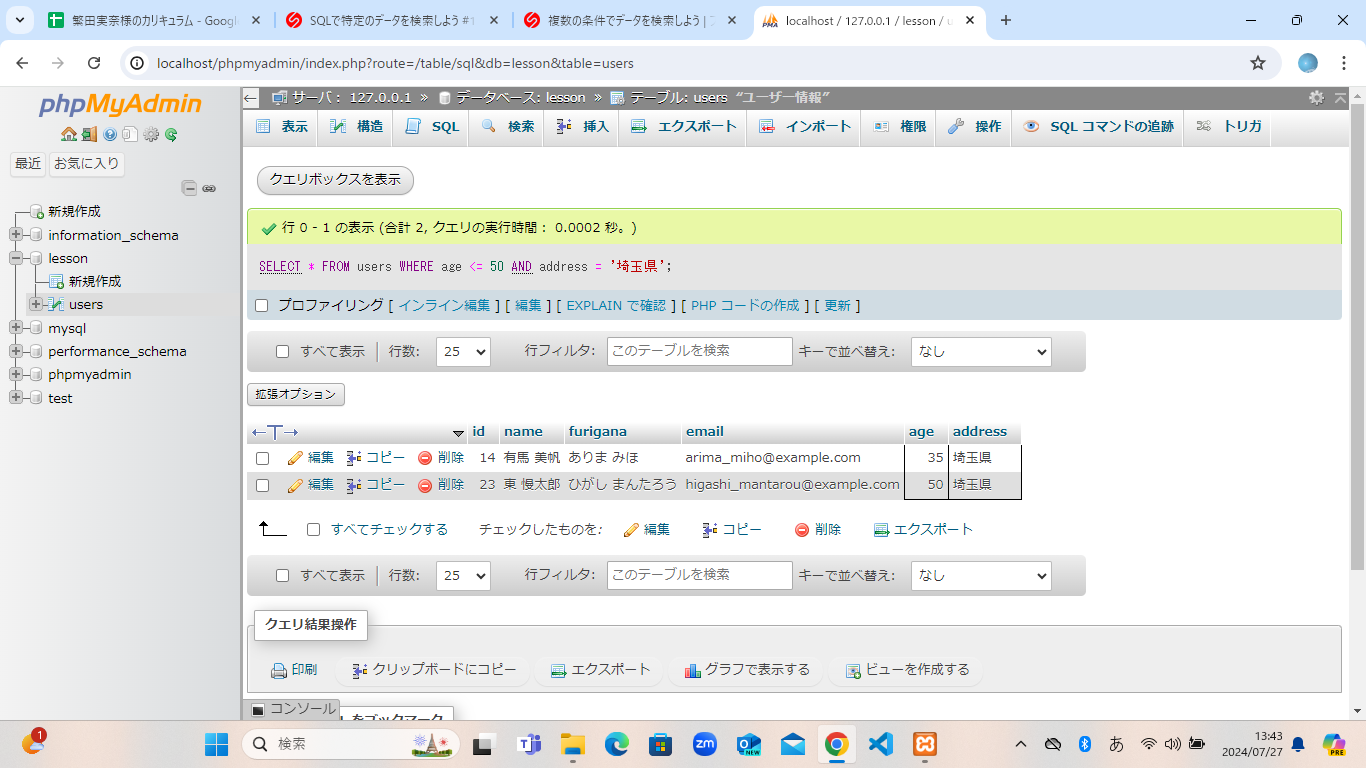 繁田実奈様のカリキュラム - Googl
SQLで特定のデータを検索しよう #1
複数の条件でデータを検索しよう | プ
localhost / 127.0.0.1 / lesson / u
localhost/phpmyadmin/index.php?route=/table/sql&db=lesson&table=users
phpMyAdmin
最近 お気に入り
新規作成
information_schema
lesson
新規作成
users
mysql
performance_schema
phpmyadmin
test
サーバ: 127.0.0.1 » データベース: lesson » テーブル: users “ユーザー情報”
表示 構造 SQL 検索 挿入 エクスポート インポート 権限 操作 SQL コマンドの追跡 トリガ
クエリボックスを表示
行 0 - 1 の表示 (合計 2, クエリの実行時間: 0.0002 秒。)
SELECT * FROM users WHERE age <= 50 AND address = '埼玉県';
プロファイリング [ インライン編集 ] [ 編集 ] [ EXPLAIN で確認 ] [ PHP コードの作成 ] [ 更新 ]
すべて表示 行数: 25 行フィルタ: このテーブルを検索 キーで並べ替え: なし
拡張オプション
←T→ id name furigana email age address
編集 コピー 削除 14 有馬 美帆 ありま みほ arima_miho@example.com 35 埼玉県
編集 コピー 削除 23 東 慢太郎 ひがし まんたろう higashi_mantarou@example.com 50 埼玉県
すべてチェックする チェックしたものを: 編集 コピー 削除 エクスポート
すべて表示 行数: 25 行フィルタ: このテーブルを検索 キーで並べ替え: なし
クエリ結果操作
印刷 クリップボードにコピー エクスポート グラフで表示する ビューを作成する
コンソール
をブックマーク
1
検索
zm
NEW
あ
13:43
2024/07/27
PRE